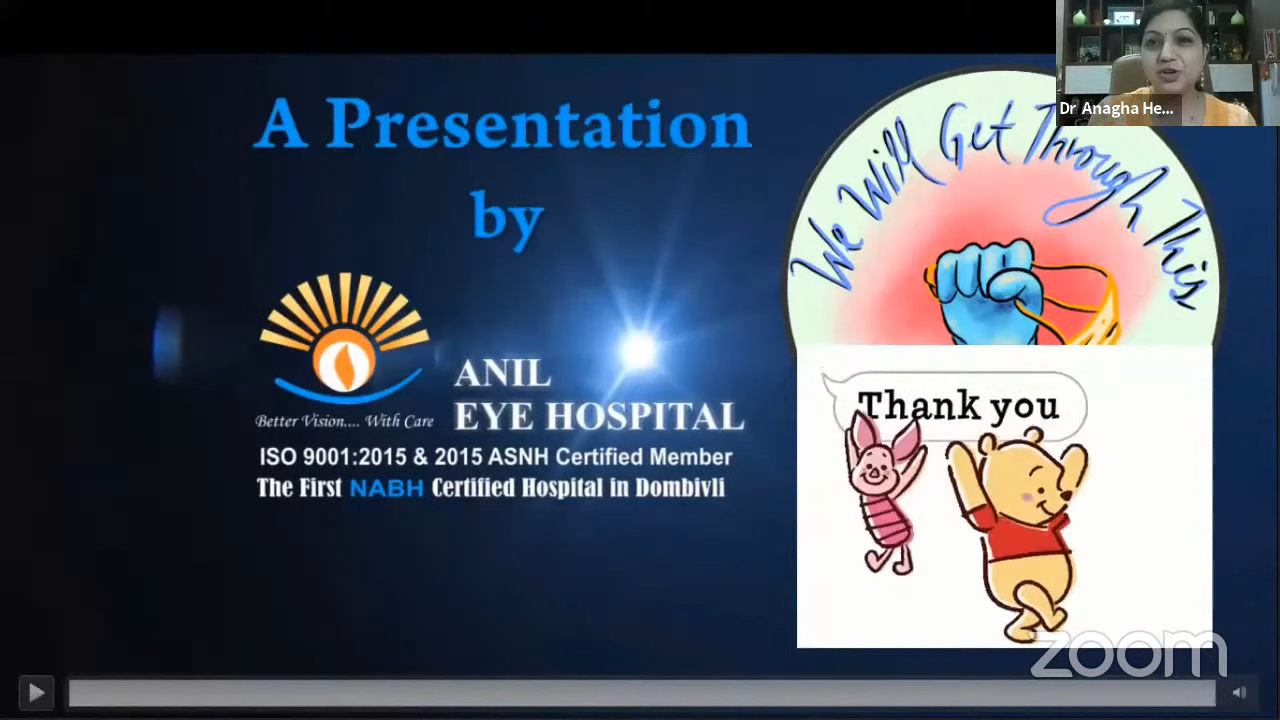 A Presentation
by
ANIL
EYE HOSPITAL
Better Vision.... With Care
ISO 9001:2015 & 2015 ASNH Certified Member
The First NABH Certified Hospital in Dombivli
We Will Get Through This
Thank you
Dr Anagha He...
zoom